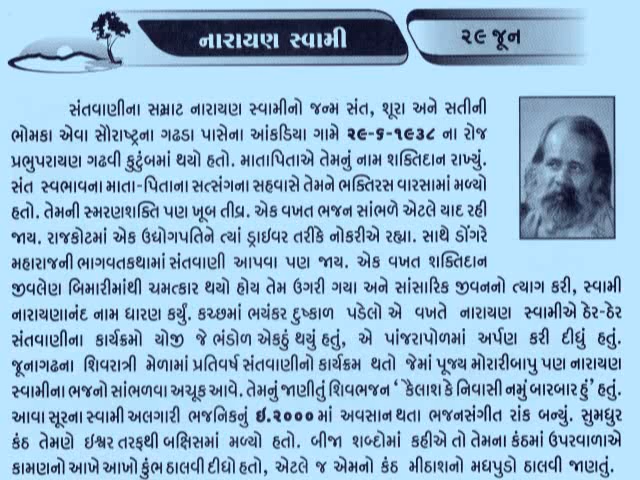 નારાયણ સ્વામી
૨૯ જૂન
સંતવાણીના સમ્રાટ નારાયણ સ્વામીનો જન્મ સંત, શૂરા અને સતીની
ભોમકા એવા સૌરાષ્ટ્રના ગઢડા પાસેના આંકડિયા ગામે ૨૯-૬-૧૯૩૮ ના રોજ
પ્રભુપરાયણ ગઢવી કુટુંબમાં થયો હતો. માતાપિતાએ તેમનું નામ શક્તિદાન રાખ્યું.
સંત સ્વભાવના માતા-પિતાના સત્સંગના સહવાસે તેમને ભક્તિરસ વારસામાં મળ્યો
હતો. તેમની સ્મરણશક્તિ પણ ખૂબ તીવ્ર. એક વખત ભજન સાંભળે એટલે યાદ રહી
જાય. રાજકોટમાં એક ઉદ્યોગપતિને ત્યાં ડ્રાઇવર તરીકે નોકરીએ રહ્યા. સાથે ડોંગરે
મહારાજની ભાગવતકથામાં સંતવાણી આપવા પણ જાય. એક વખત શક્તિદાન
જીવલેણ બિમારીમાંથી ચમત્કાર થયો હોય તેમ ઉગરી ગયા અને સાંસારિક જીવનનો ત્યાગ કરી, સ્વામી
નારાયણાનંદ નામ ધારણ કર્યું. કચ્છમાં ભયંકર દુષ્કાળ પડેલો એ વખતે નારાયણ સ્વામીએ ઠેર-ઠેર
સંતવાણીના કાર્યક્રમો યોજી જે ભંડોળ એકઠું થયું હતું, એ પાંજરાપોળમાં અર્પણ કરી દીધું હતું.
જૂનાગઢના શિવરાત્રી મેળામાં પ્રતિવર્ષ સંતવાણીનો કાર્યક્રમ થતો જેમાં પૂજ્ય મોરારીબાપુ પણ નારાયણ
સ્વામીના ભજનો સાંભળવા અચૂક આવે. તેમનું જાણીતું શિવભજન ‘ કૈલાશ કે નિવાસી નમું બારબાર હું’ હતું.
આવા સૂરના સ્વામી અલગારી ભજનિકનું ઇ.૨૦૦૦ માં અવસાન થતા ભજનસંગીત રાંક બન્યું. સુમધુર
કંઠ તેમણે ઇશ્વર તરફથી બક્ષિસમાં મળ્યો હતો. બીજા શબ્દોમાં કહીએ તો તેમના કંઠમાં ઉપરવાળાએ
કામણનો આખે આખો કુંભ ઠાલવી દીધો હતો, એટલે જ એમનો કંઠ મીઠાશનો મધપુડો ઠાલવી જાણતું.